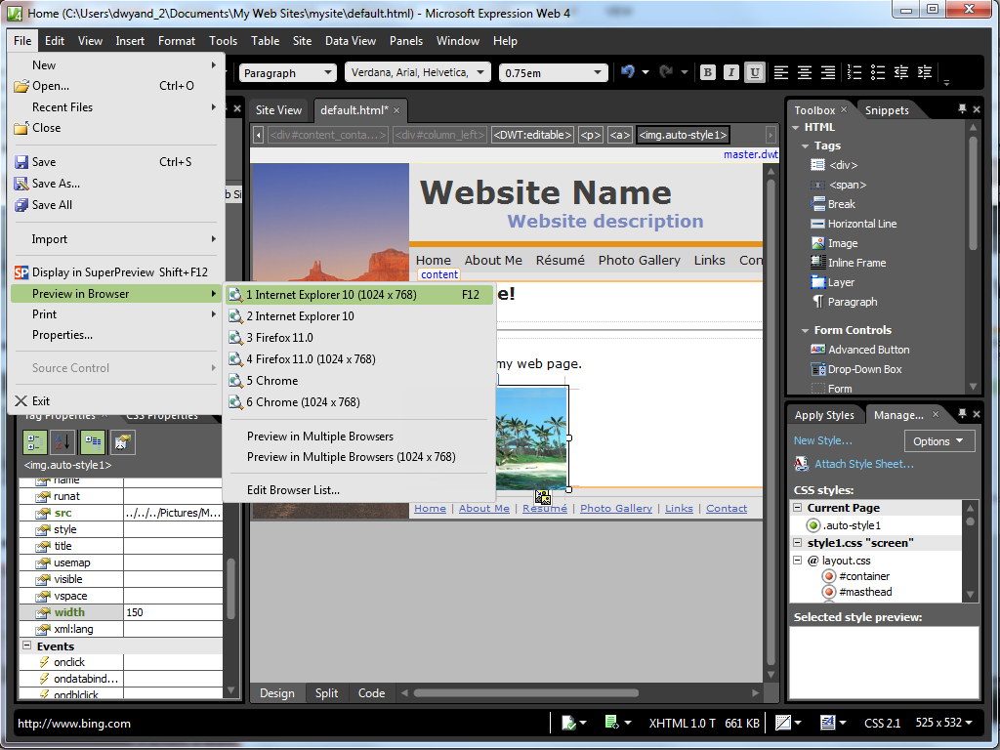 Home (C:\Users\dwyand_2\Documents\My Web Sites\mysite\default.html) - Microsoft Expression Web 4
File Edit View Insert Format Tools Table Site Data View Panels Window Help
New
Open... Ctrl+O
Recent Files
Close
Save Ctrl+S
Save As...
Save All
Import
Display in SuperPreview Shift+F12
Preview in Browser
Print
Properties...
Source Control
Exit
1 Internet Explorer 10 (1024 x 768) F12
2 Internet Explorer 10
3 Firefox 11.0
4 Firefox 11.0 (1024 x 768)
5 Chrome
6 Chrome (1024 x 768)
Preview in Multiple Browsers
Preview in Multiple Browsers (1024 x 768)
Edit Browser List...
Paragraph Verdana, Arial, Helvetica, 0.75em B I U
b Si
Site View default.html*
<div#content_conta...> <div#column_left> <DWT:editable> <p> <a> <img.auto-style1>
master.dwt
Website Name
Website description
Home About Me Résumé Photo Gallery Links Con
content
e!
my web page.
Home | About Me | Résumé | Photo Gallery | Links | Contact
Design Split Code
Toolbox Snippets
HTML
Tags
<div>
<span>
Break
Horizontal Line
Image
Inline Frame
Layer
Paragraph
Form Controls
Advanced Button
Drop-Down Box
Form
Apply Styles Manage...
New Style... Options
Attach Style Sheet...
CSS styles:
Current Page
.auto-style1
style1.css "screen"
@ layout.css
#container
#masthead
Selected style preview:
Tag Properties CSS Properties
<img.auto-style1>
name
runat
src ../../../Pictures/M...
style
title
usemap
visible
vspace
width 150
xml:lang
Events
onclick
ondatabind...
ondblclick
http://www.bing.com XHTML 1.0 T 661 KB CSS 2.1 525 x 532